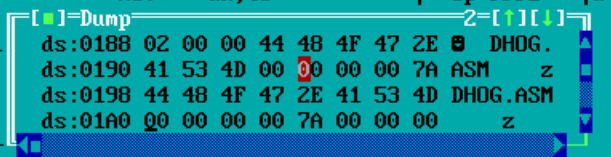 [■]=Dump=2=[↑][↓]
ds:0188 02 00 00 44 48 4F 47 2E ☻ DHOG.
ds:0190 41 53 4D 00 00 00 00 7A ASM z
ds:0198 44 48 4F 47 2E 41 53 4D DHOG.ASM
ds:01A0 00 00 00 00 7A 00 00 00 z